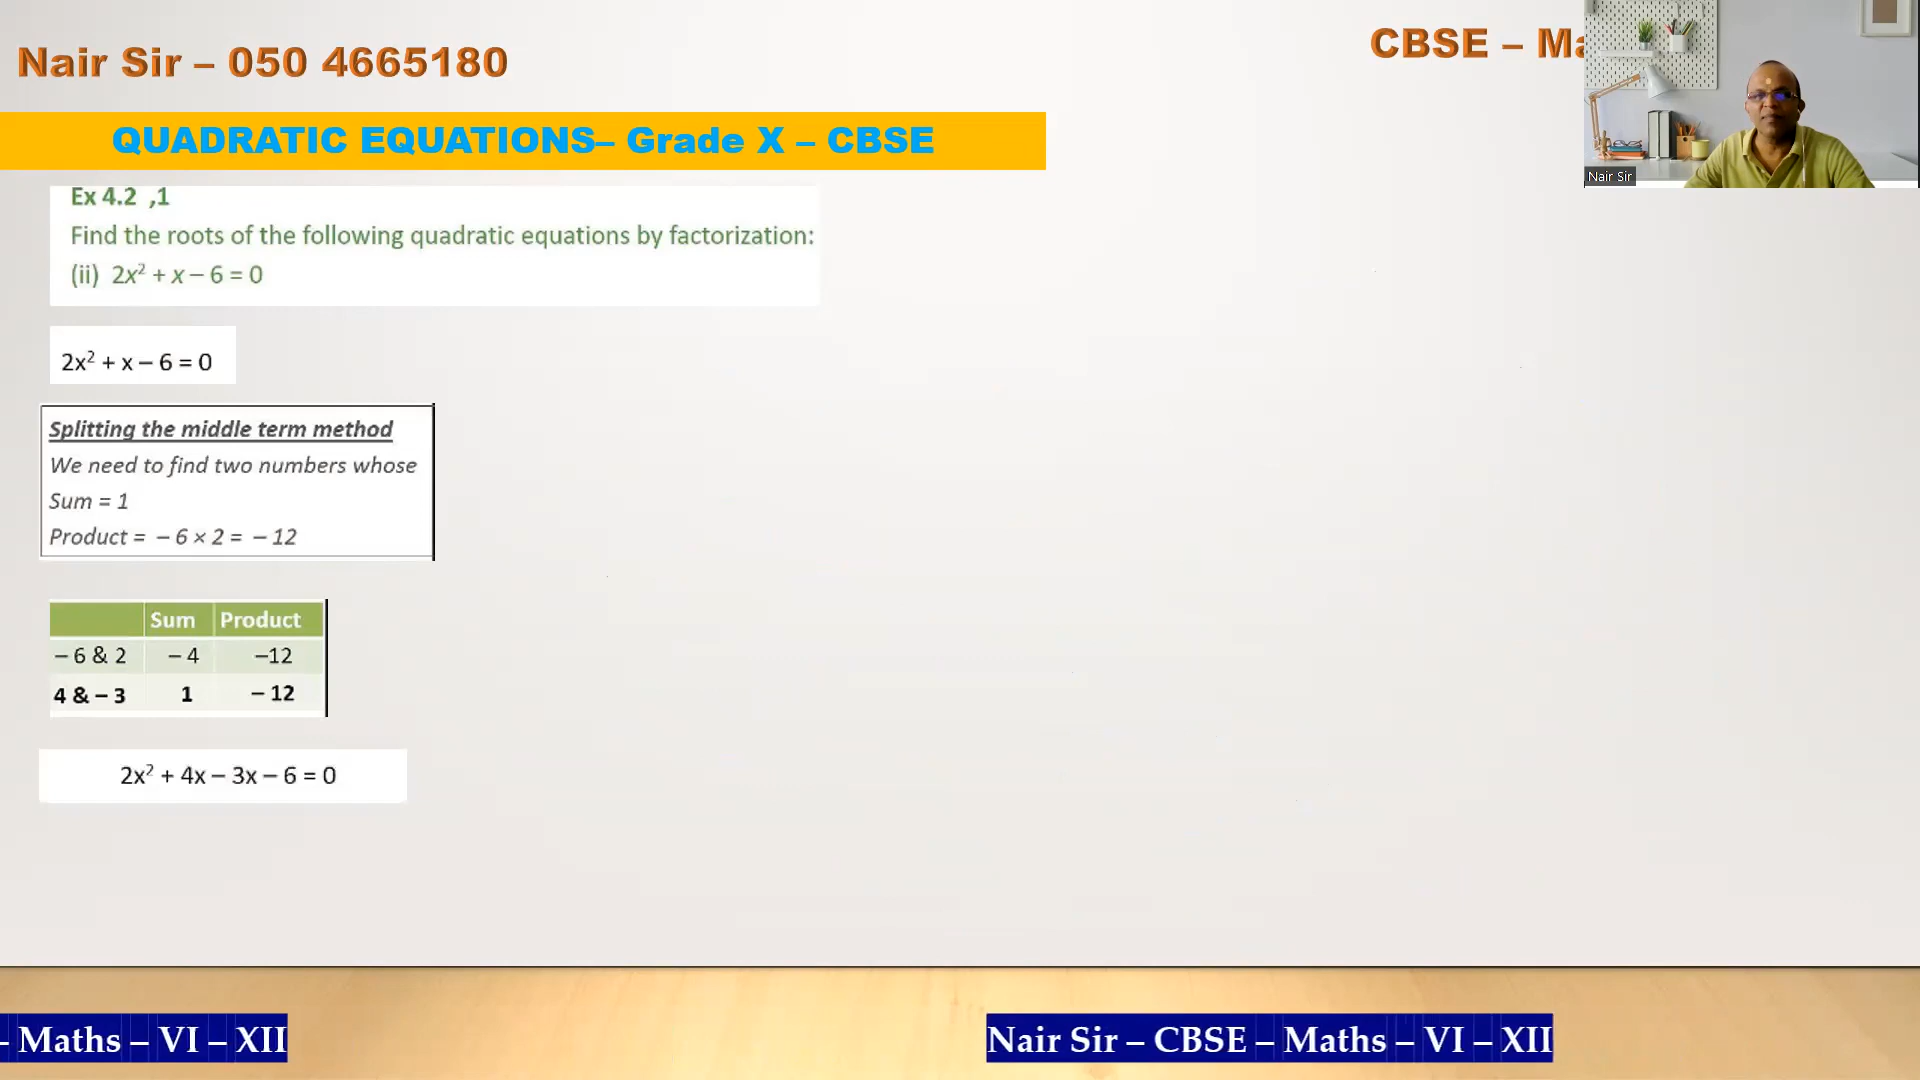 Nair Sir – 050 4665180
CBSE – Ma
Nair Sir
QUADRATIC EQUATIONS– Grade X – CBSE
Ex 4.2 ,1
Find the roots of the following quadratic equations by factorization:
(ii) 2x² + x – 6 = 0
2x² + x – 6 = 0
Splitting the middle term method
We need to find two numbers whose
Sum = 1
Product = – 6 × 2 = – 12
Sum Product
– 6 & 2 – 4 –12
4 & – 3 1 – 12
2x² + 4x – 3x – 6 = 0
– Maths – VI – XII
Nair Sir – CBSE – Maths – VI – XII